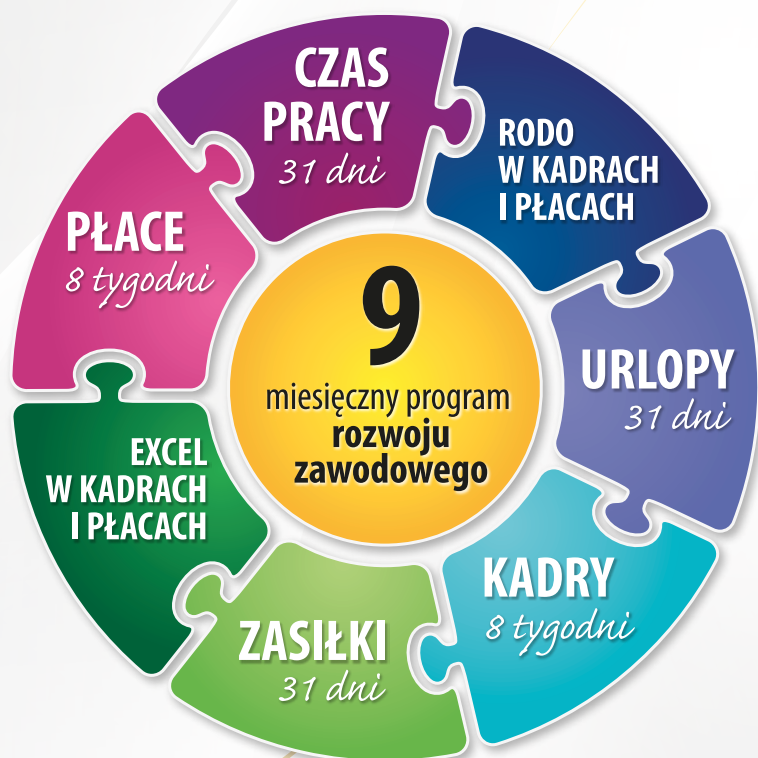 9
miesięczny program
rozwoju
zawodowego
CZAS
PRACY
31 dni
RODO
W KADRACH
I PŁACACH
URLOPY
31 dni
KADRY
8 tygodni
ZASIŁKI
31 dni
EXCEL
W KADRACH
I PŁACACH
PŁACE
8 tygodni